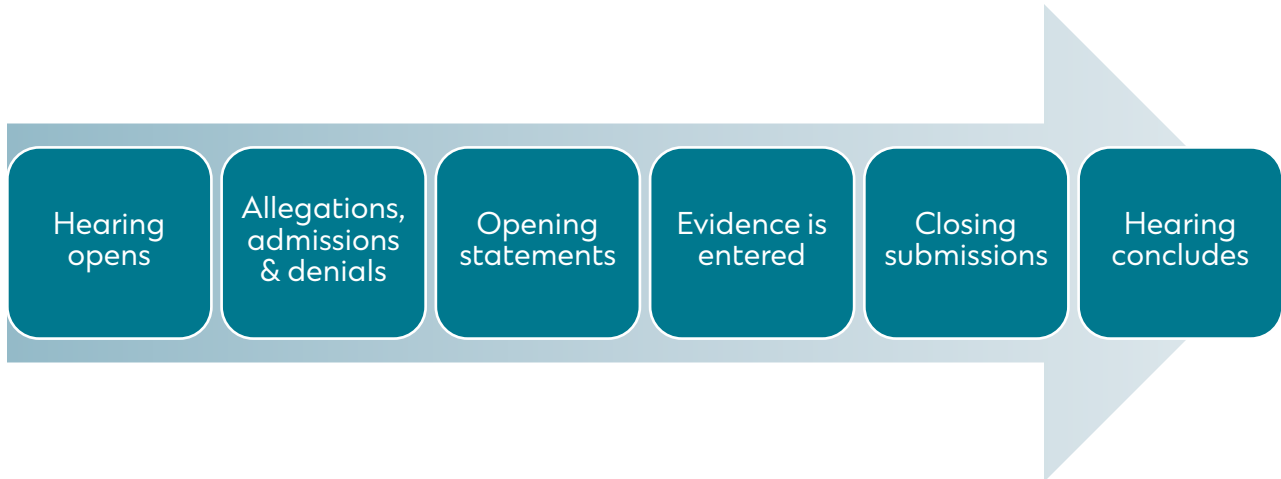 Hearing
opens
Allegations,
admissions
& denials
Opening
statements
Evidence is
entered
Closing
submissions
Hearing
concludes